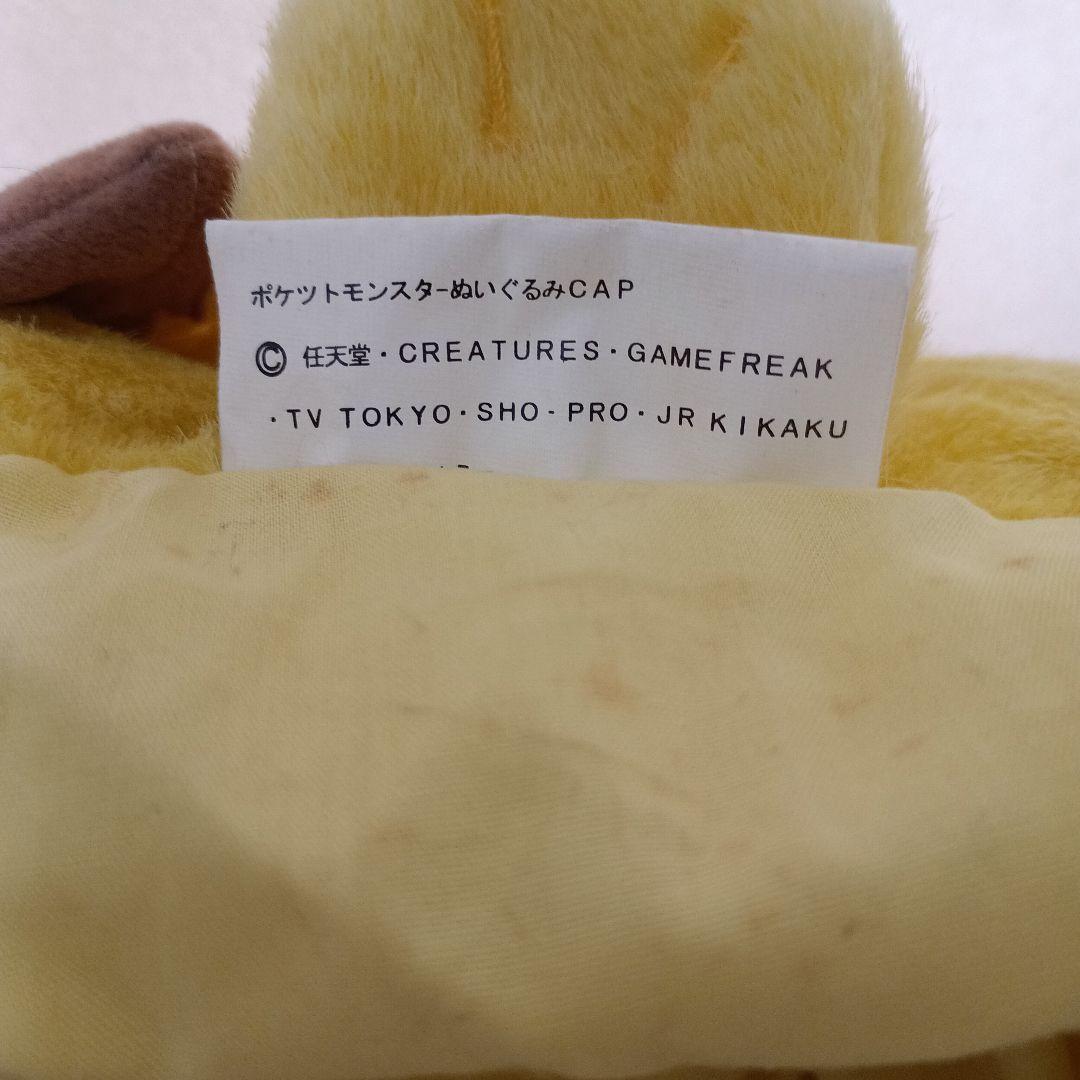 ポケツトモンスターぬいぐるみCAP
© 任天堂・CREATURES・GAMEFREAK
・TV TOKYO・SHO-PRO・JR KIKAKU